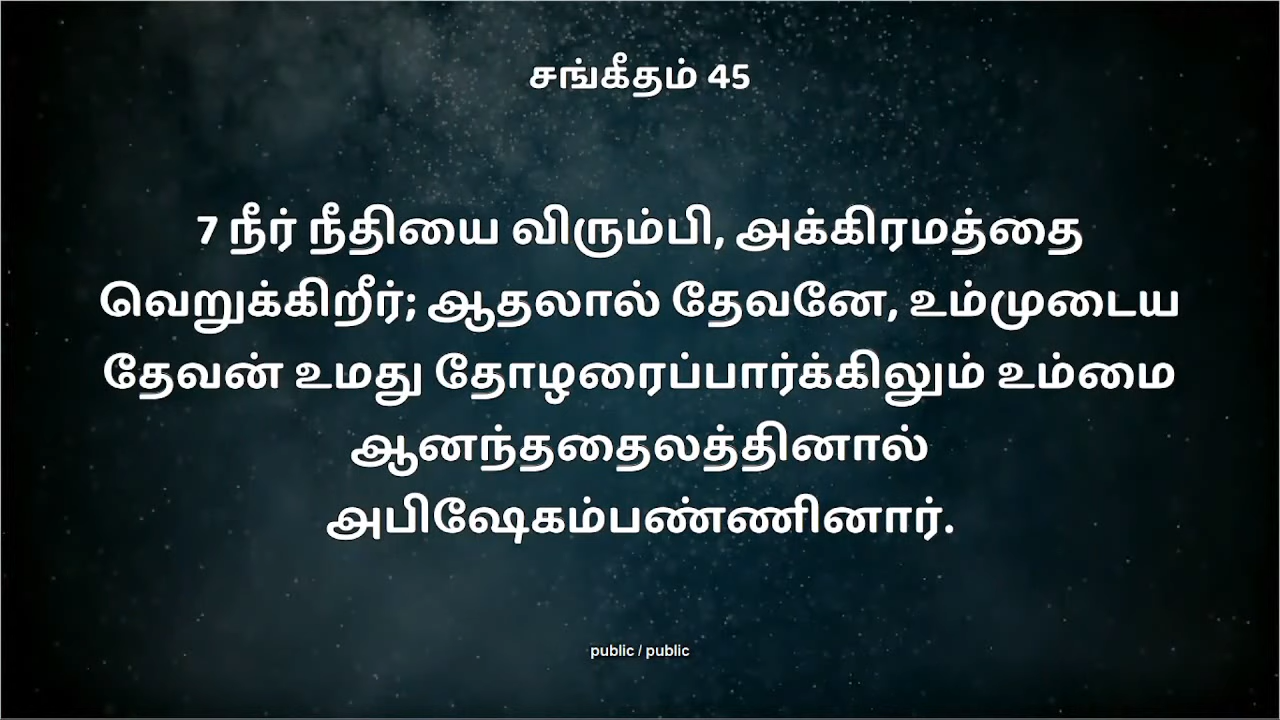 சங்கீதம் 45
7 நீர் நீதியை விரும்பி, அக்கிரமத்தை
வெறுக்கிறீர்; ஆதலால் தேவனே, உம்முடைய
தேவன் உமது தோழரைப்பார்க்கிலும் உம்மை
ஆனந்ததைலத்தினால்
அபிஷேகம்பண்ணினார்.
public / public